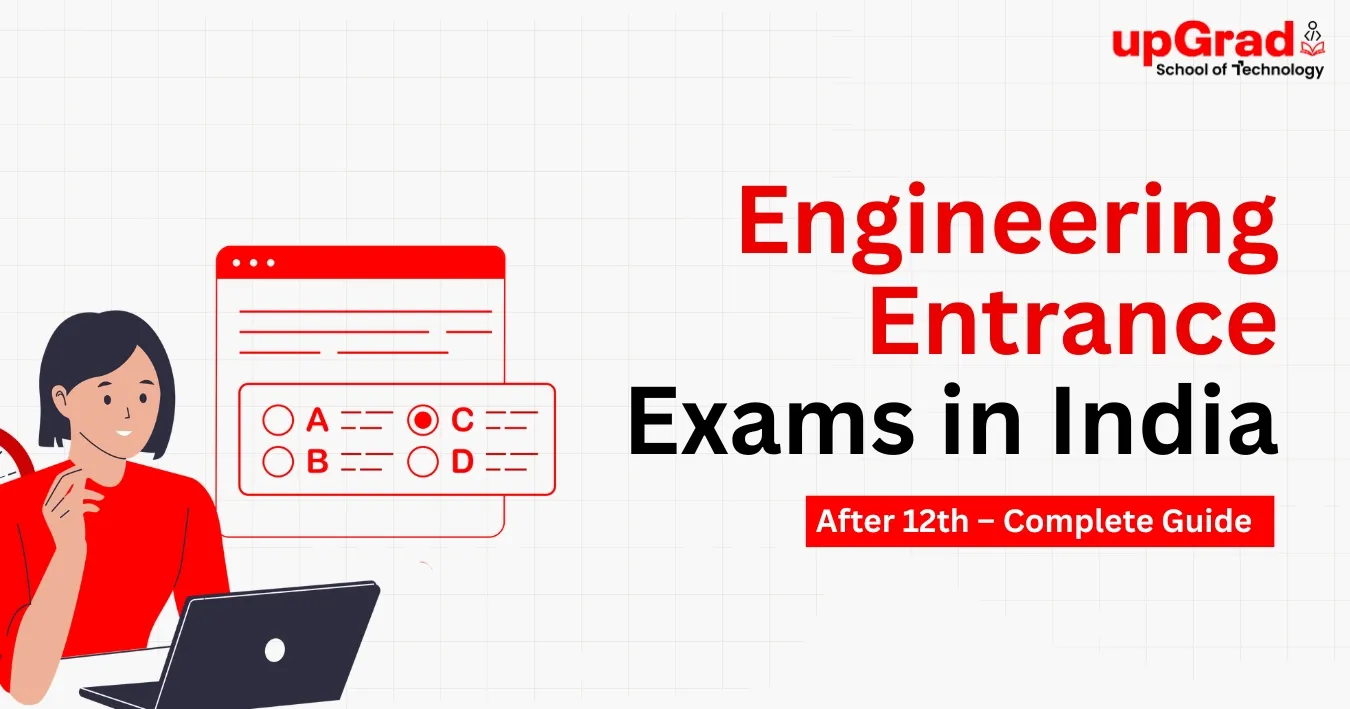 upGrad
School of Technology
Engineering
Entrance
Exams in India
After 12th – Complete Guide
A
C
B
D